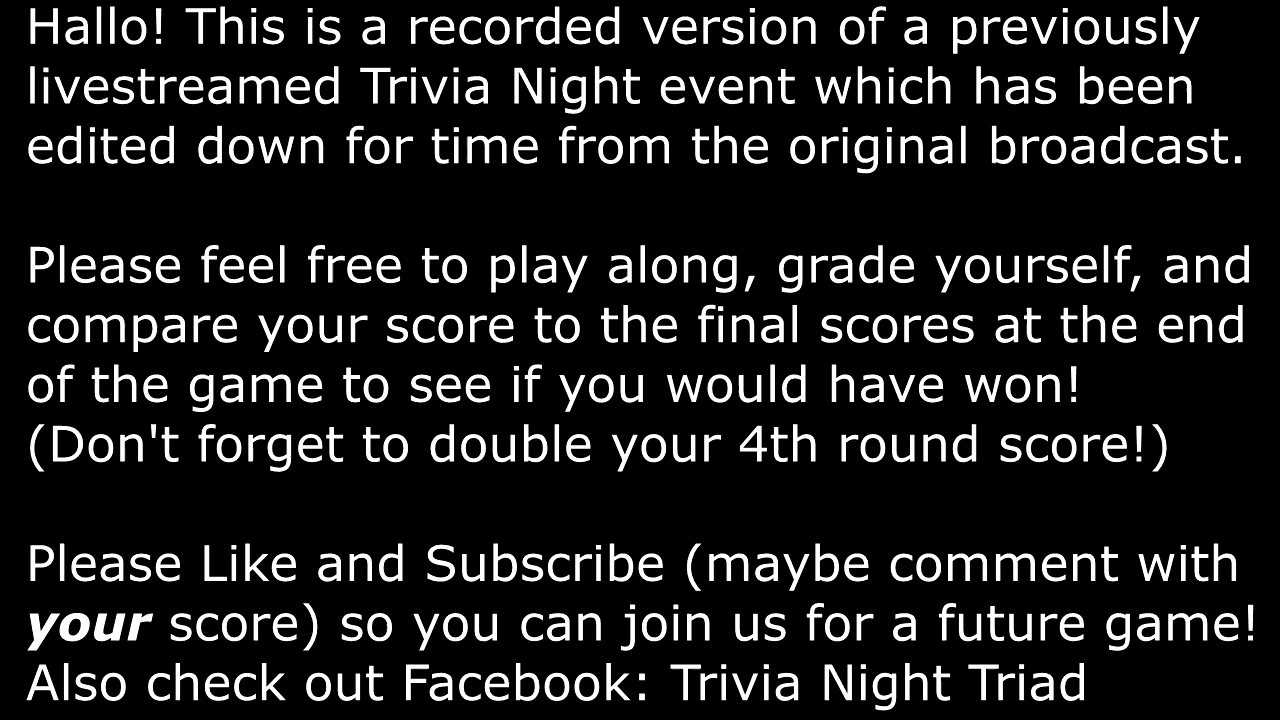 Hallo! This is a recorded version of a previously
livestreamed Trivia Night event which has been
edited down for time from the original broadcast.
Please feel free to play along, grade yourself, and
compare your score to the final scores at the end
of the game to see if you would have won!
(Don't forget to double your 4th round score!)
Please Like and Subscribe (maybe comment with
your score) so you can join us for a future game!
Also check out Facebook: Trivia Night Triad